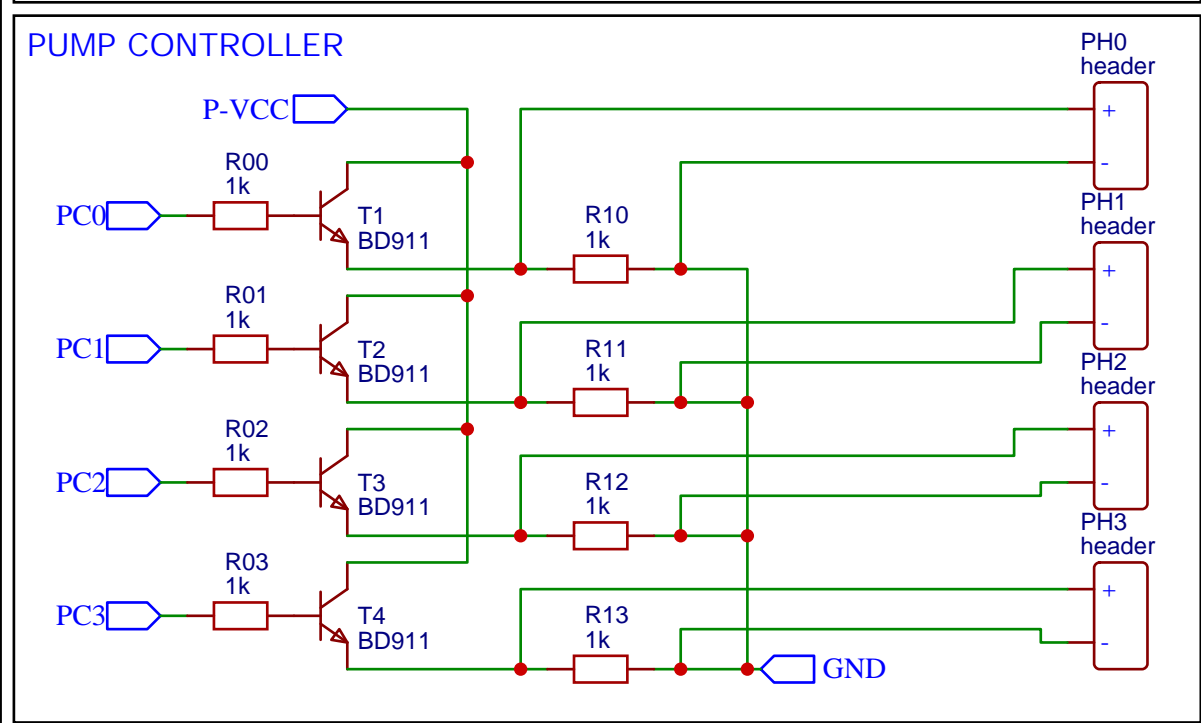 PUMP CONTROLLER
PH0
header
P-VCC
+
-
R00
1k
PC0
T1
BD911
R10
1k
PH1
header
+
-
R01
1k
PC1
T2
BD911
R11
1k
PH2
header
+
-
R02
1k
PC2
T3
BD911
R12
1k
PH3
header
+
-
R03
1k
PC3
T4
BD911
R13
1k
GND